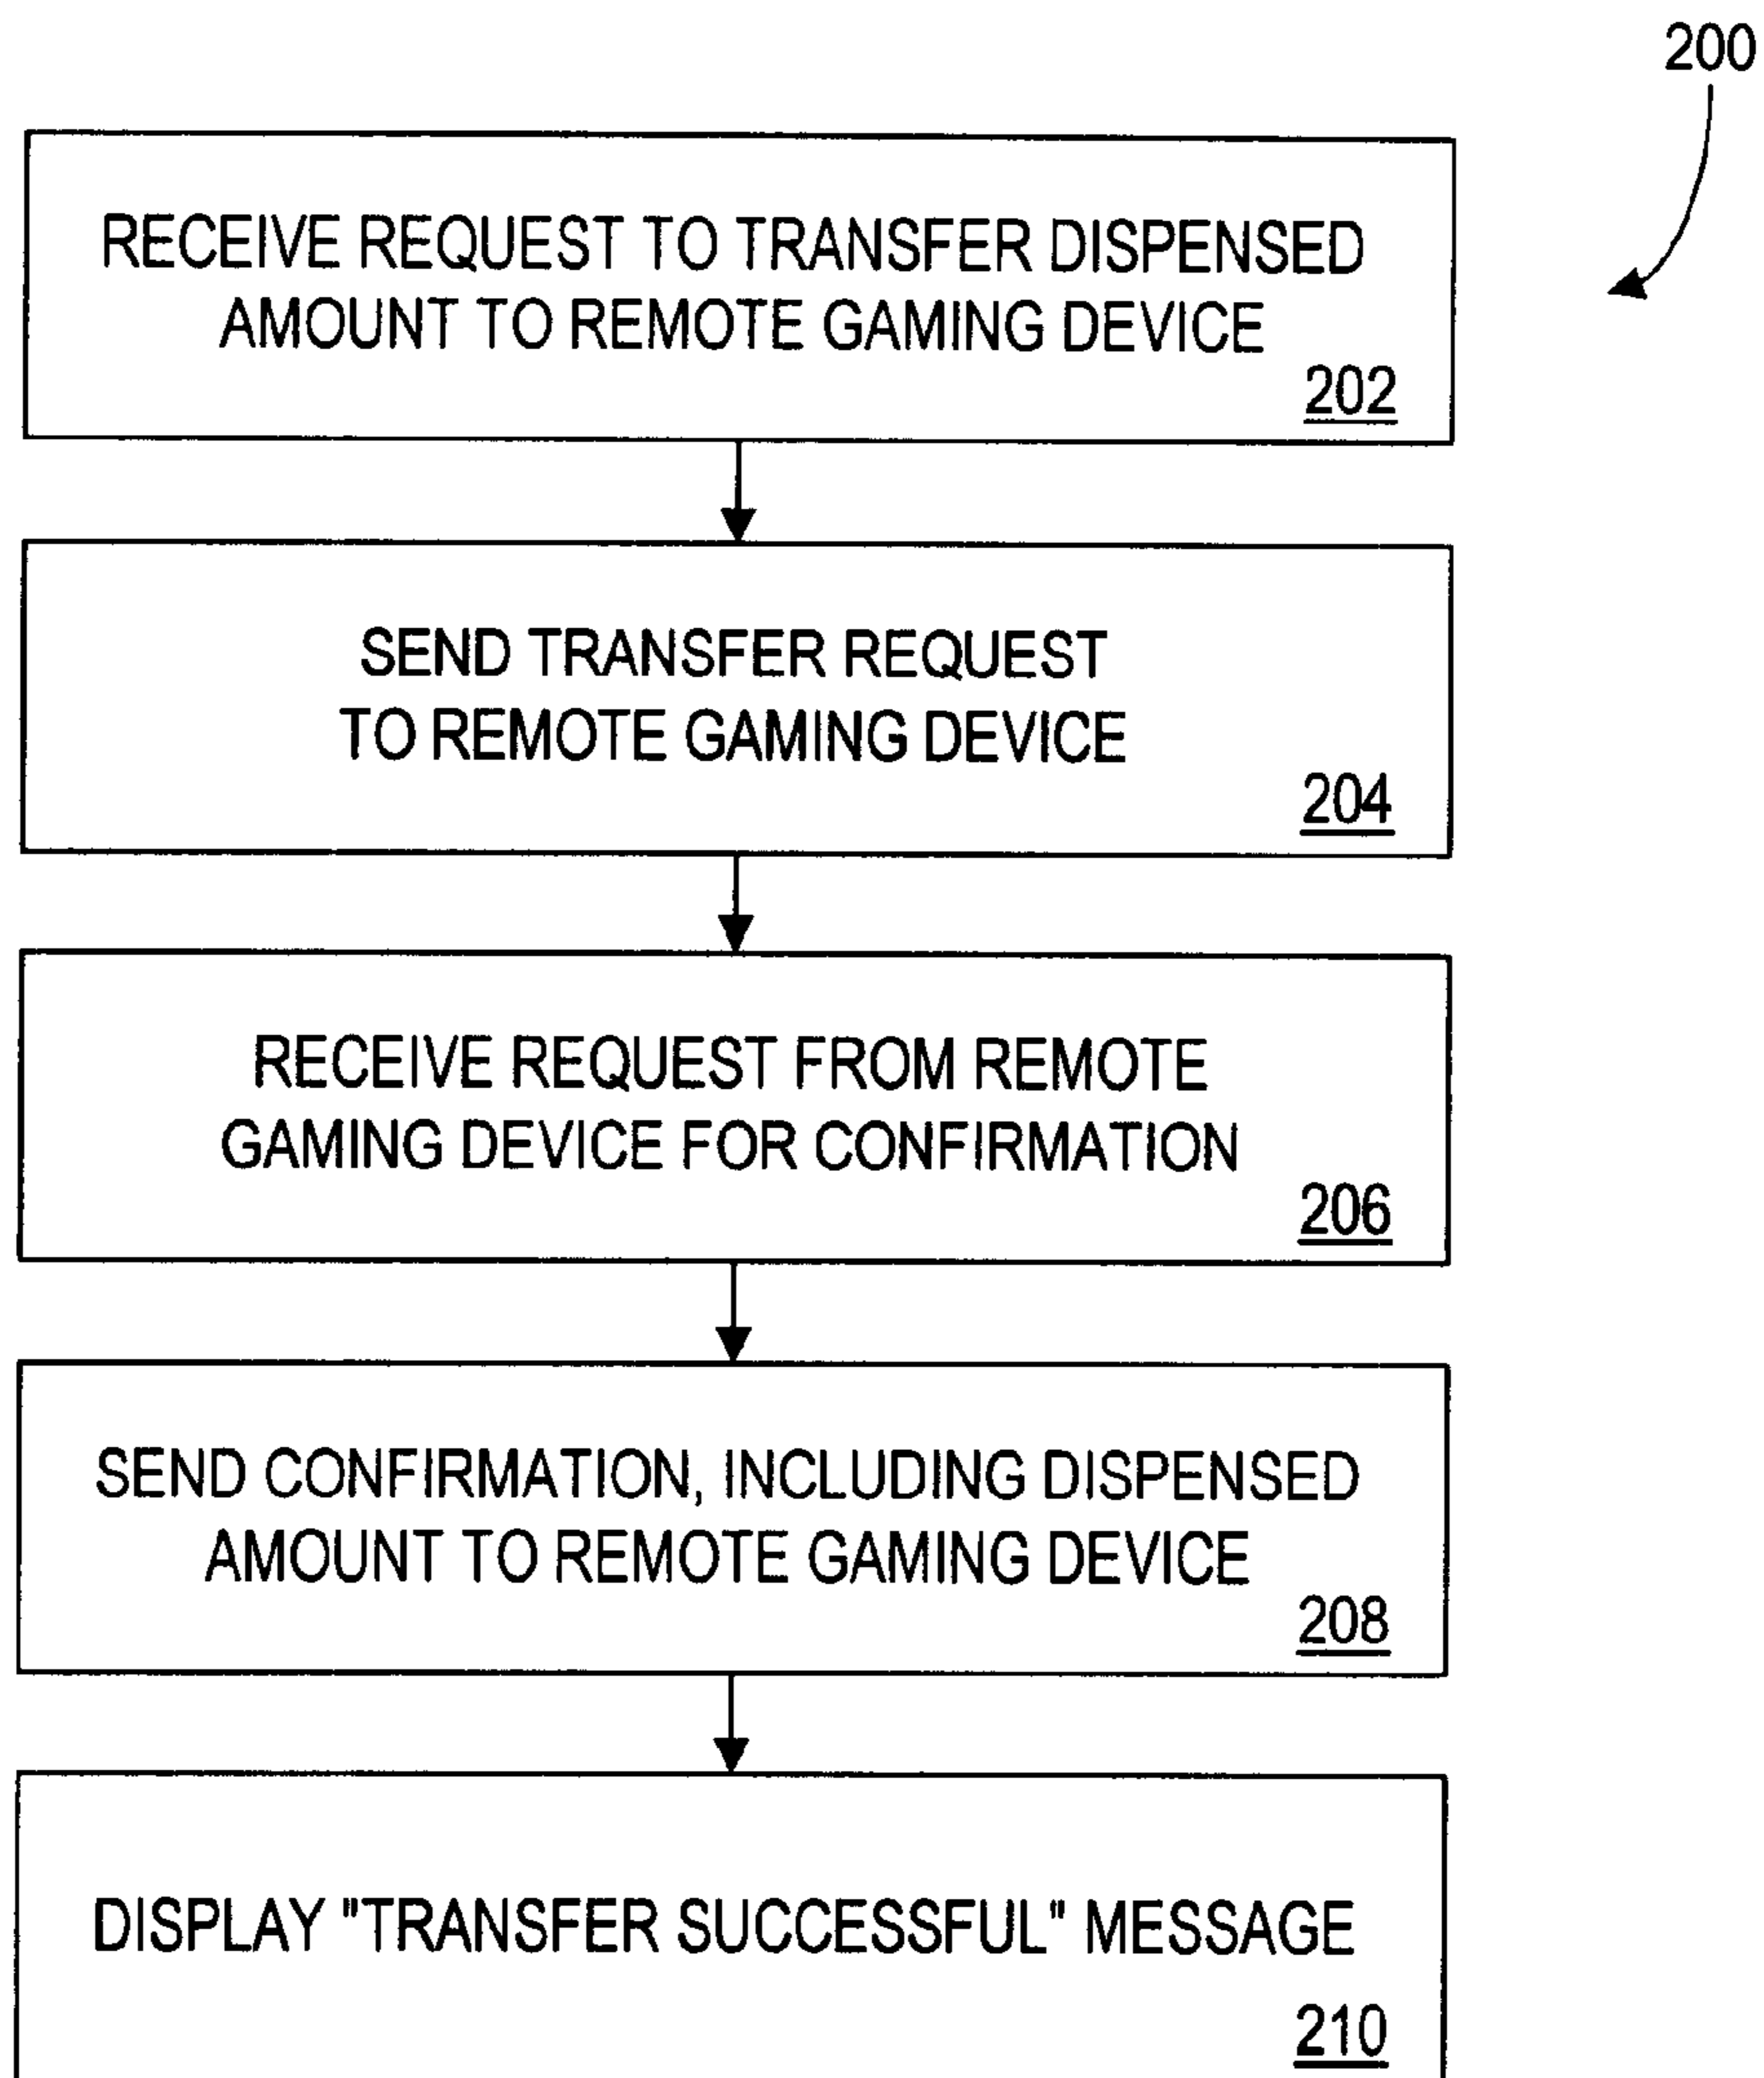 200
RECEIVE REQUEST TO TRANSFER DISPENSED
AMOUNT TO REMOTE GAMING DEVICE
202
SEND TRANSFER REQUEST
TO REMOTE GAMING DEVICE
204
RECEIVE REQUEST FROM REMOTE
GAMING DEVICE FOR CONFIRMATION
206
SEND CONFIRMATION, INCLUDING DISPENSED
AMOUNT TO REMOTE GAMING DEVICE
208
DISPLAY "TRANSFER SUCCESSFUL" MESSAGE
210